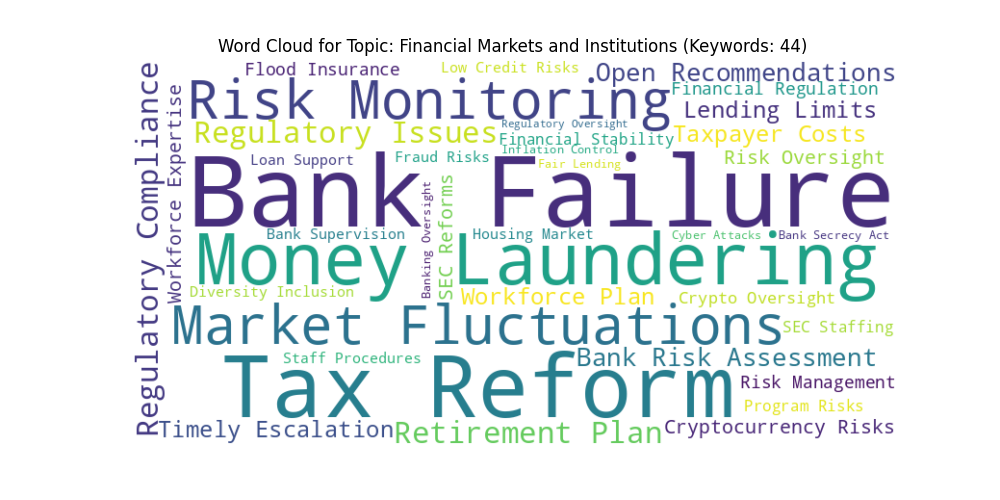 Word Cloud for Topic: Financial Markets and Institutions (Keywords: 44)
Flood Insurance
Low Credit Risks
Open Recommendations
Risk Monitoring
Financial Regulation
Lending Limits
Regulatory Compliance
Workforce Expertise
Regulatory Issues
Regulatory Oversight
Financial Stability
Taxpayer Costs
Inflation Control
Loan Support
Fraud Risks
Fair Lending
Risk Oversight
Bank Failure
Banking Oversight
SEC Reforms
Bank Supervision
Housing Market
Cyber Attacks
Bank Secrecy Act
Money Laundering
Diversity Inclusion
Workforce Plan
Crypto Oversight
Market Fluctuations
SEC Staffing
Staff Procedures
Bank Risk Assessment
Tax Reform
Risk Management
Program Risks
Timely Escalation
Retirement Plan
Cryptocurrency Risks